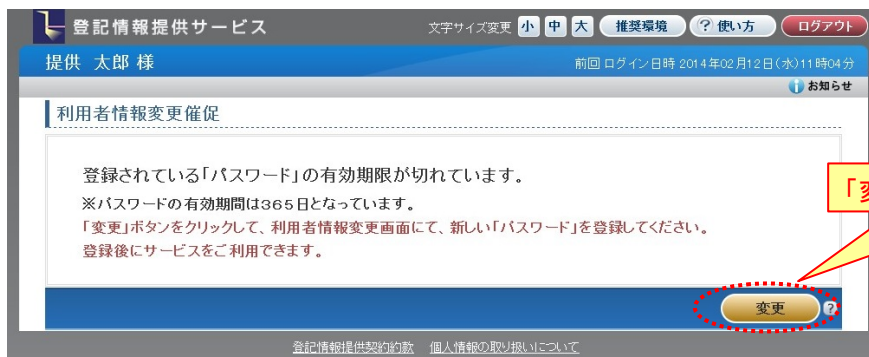 登記情報提供サービス
文字サイズ変更 小 中 大 推奨環境 ? 使い方 ログアウト
提供 太郎 様
前回 ログイン日時 2014年02月12日(水)11時04分
お知らせ
利用者情報変更催促
登録されている「パスワード」の有効期限が切れています。
※パスワードの有効期間は365日となっています。
「変更」ボタンをクリックして、利用者情報変更画面にて、新しい「パスワード」を登録してください。
登録後にサービスをご利用できます。
「変
変更 ?
登記情報提供契約約款 個人情報の取り扱いについて